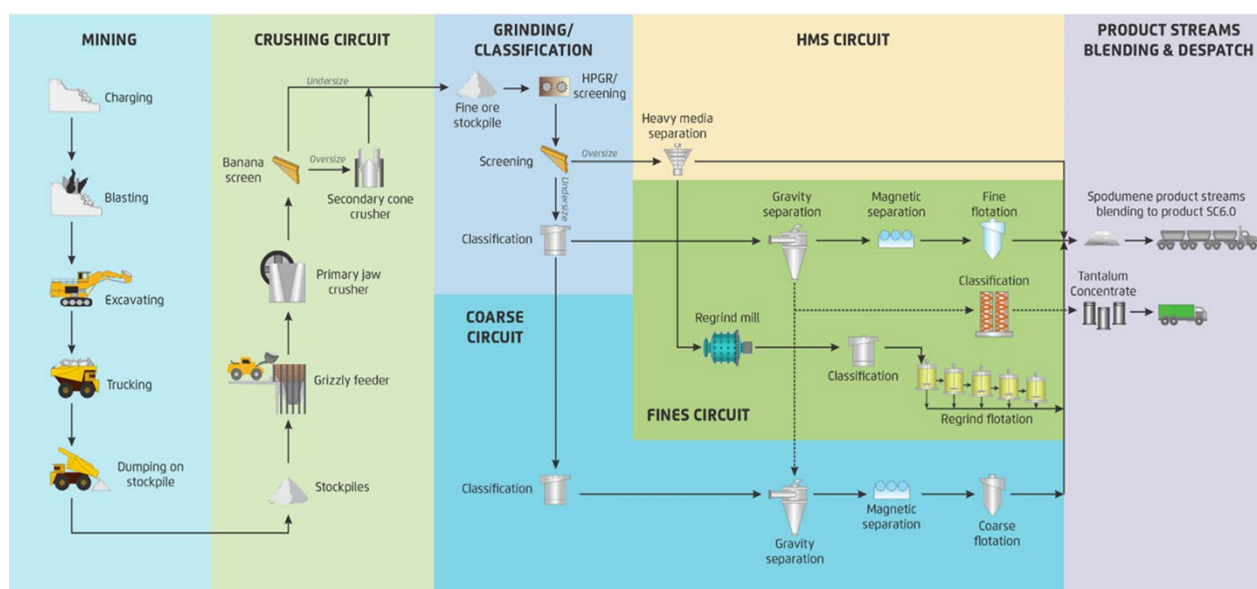 MINING
Charging
Blasting
Excavating
Trucking
Dumping on
stockpile
CRUSHING CIRCUIT
Undersize
Banana
screen
Oversize
Secondary cone
crusher
Primary jaw
crusher
Grizzly feeder
Stockpiles
GRINDING/
CLASSIFICATION
Fine ore
stockpile
HPGR/
screening
Screening
Oversize
Undersize
Classification
COARSE
CIRCUIT
Classification
Gravity
separation
Magnetic
separation
Coarse
flotation
HMS CIRCUIT
Heavy media
separation
Gravity
separation
Magnetic
separation
Fine
flotation
Classification
Regrind mill
Classification
Regrind flotation
FINES CIRCUIT
PRODUCT STREAMS
BLENDING & DESPATCH
Spodumene product streams
blending to product SC6.0
Tantalum
Concentrate